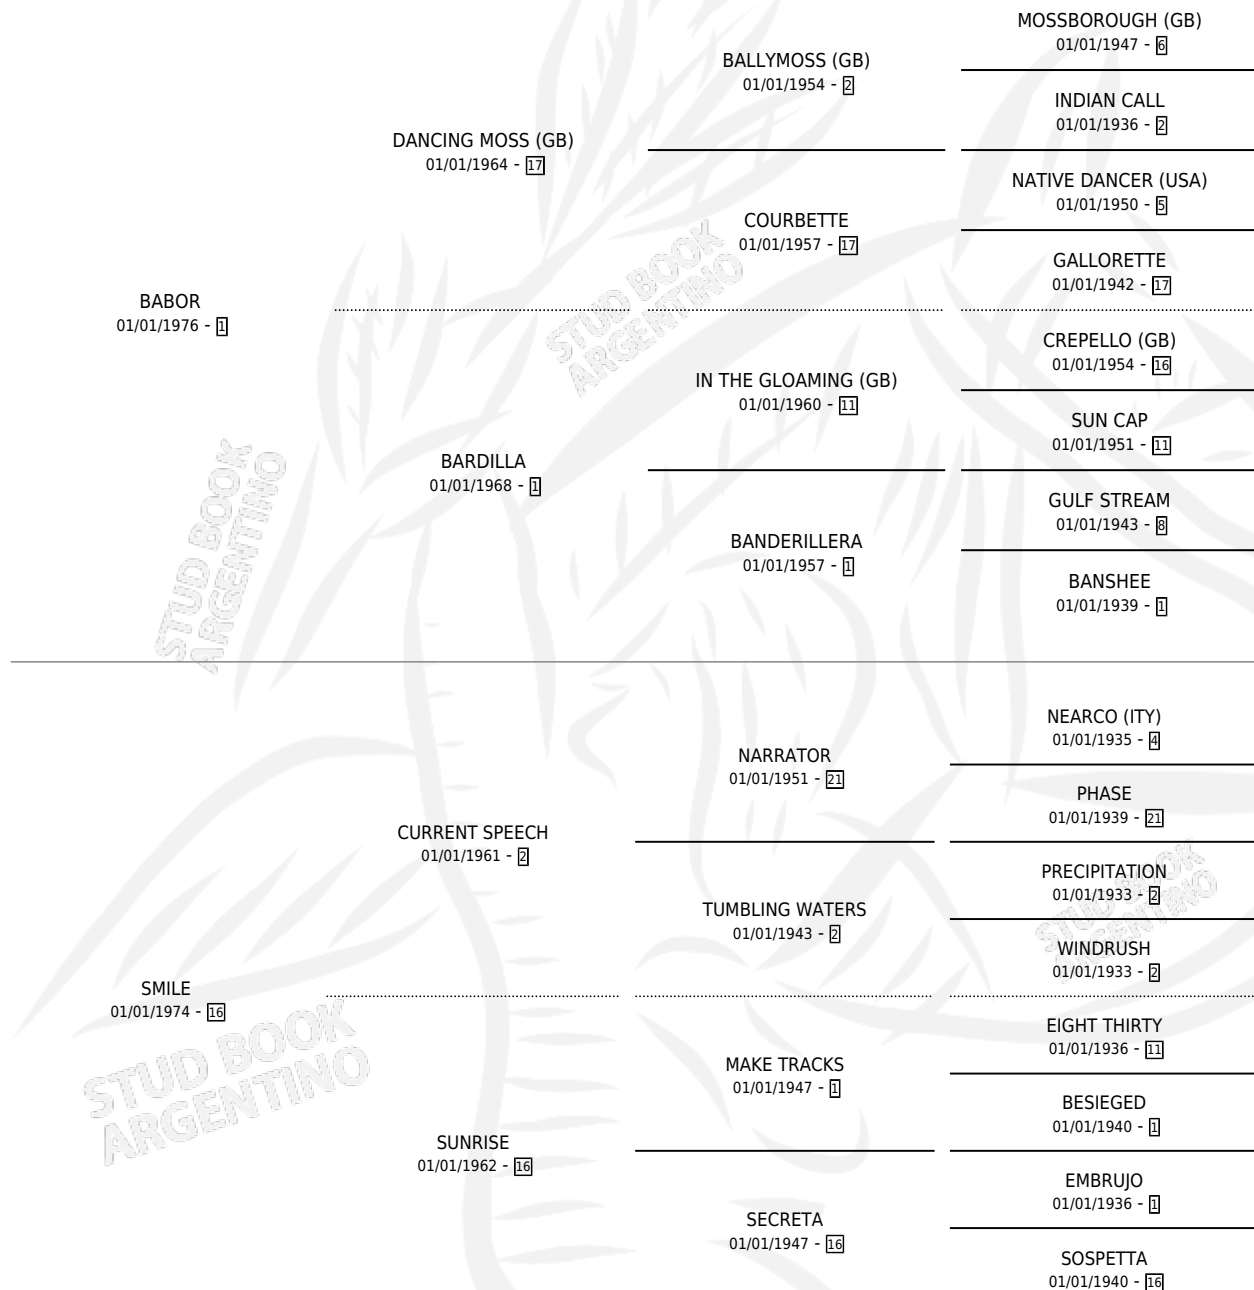 MOSSBOROUGH (GB)
01/01/1947 - 6
BALLYMOSS (GB)
01/01/1954 - 2
INDIAN CALL
01/01/1936 - 2
DANCING MOSS (GB)
01/01/1964 - 17
NATIVE DANCER (USA)
01/01/1950 - 5
COURBETTE
01/01/1957 - 17
GALLORETTE
01/01/1942 - 17
BABOR
01/01/1976 - 1
CREPELLO (GB)
01/01/1954 - 16
IN THE GLOAMING (GB)
01/01/1960 - 11
SUN CAP
01/01/1951 - 11
BARDILLA
01/01/1968 - 1
GULF STREAM
01/01/1943 - 8
BANDERILLERA
01/01/1957 - 1
BANSHEE
01/01/1939 - 1
NEARCO (ITY)
01/01/1935 - 4
NARRATOR
01/01/1951 - 21
PHASE
01/01/1939 - 21
CURRENT SPEECH
01/01/1961 - 2
PRECIPITATION
01/01/1933 - 2
TUMBLING WATERS
01/01/1943 - 2
WINDRUSH
01/01/1933 - 2
SMILE
01/01/1974 - 16
EIGHT THIRTY
01/01/1936 - 11
MAKE TRACKS
01/01/1947 - 1
BESIEGED
01/01/1940 - 1
SUNRISE
01/01/1962 - 16
EMBRUJO
01/01/1936 - 1
SECRETA
01/01/1947 - 16
SOSPETTA
01/01/1940 - 16
STUD BOOK
ARGENTINO
STUD BOOK
ARGENTINO
STUD BOOK
ARGENTINO
STUD BOOK
ARGENTINO